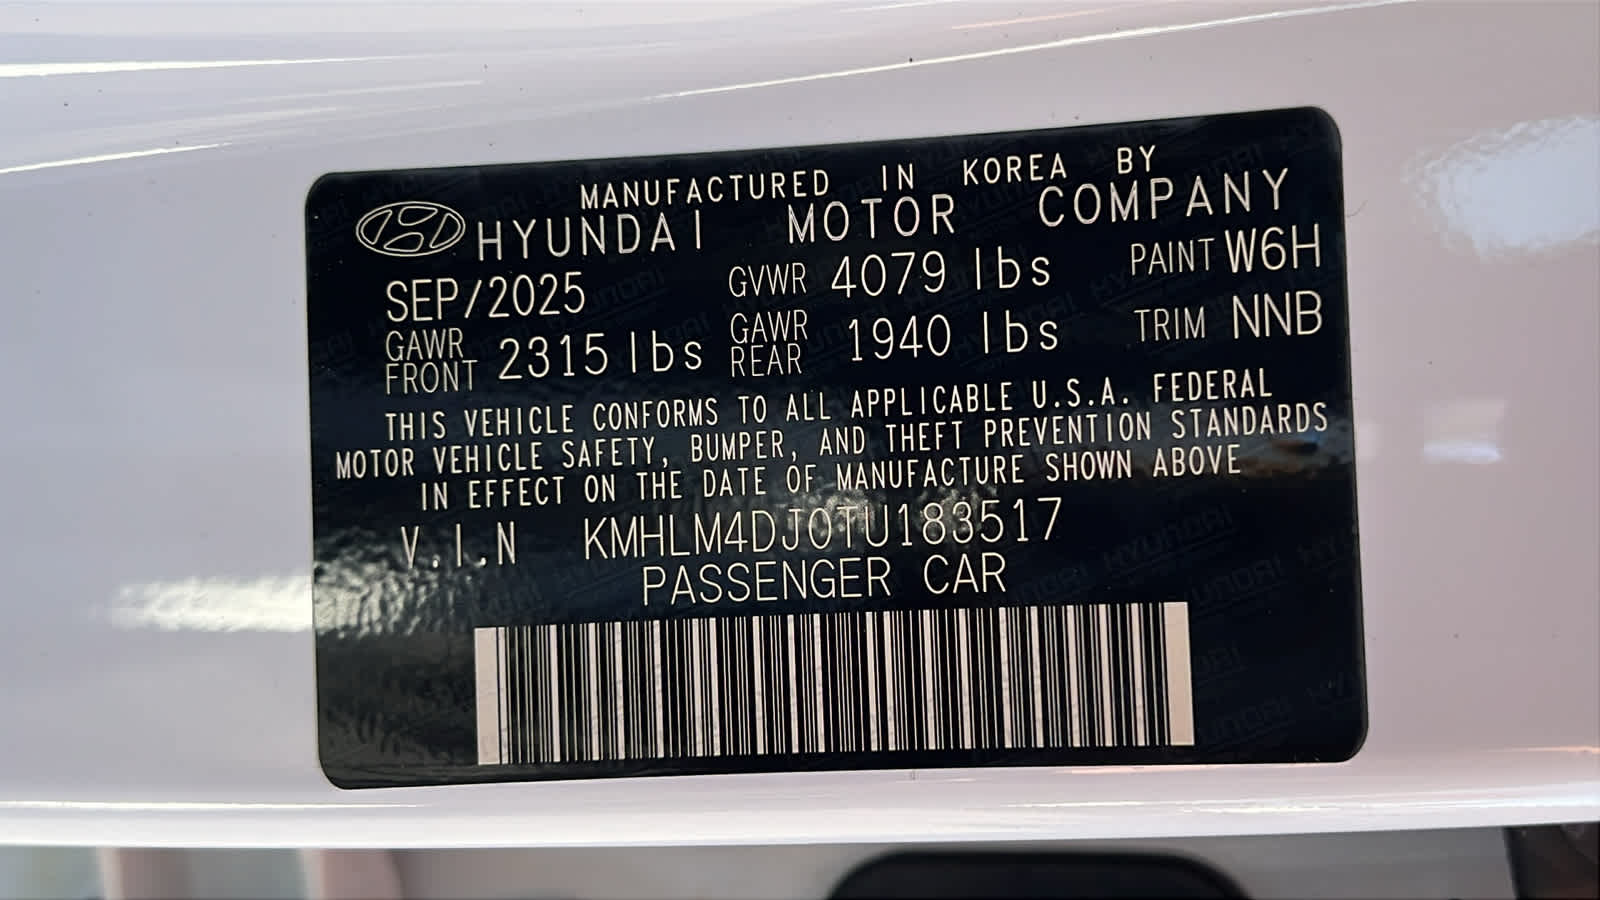 MANUFACTURED IN KOREA BY
HYUNDAI MOTOR COMPANY
SEP/2025 GVWR 4079 lbs PAINT W6H
GAWR FRONT 2315 lbs GAWR REAR 1940 lbs TRIM NNB
THIS VEHICLE CONFORMS TO ALL APPLICABLE U.S.A. FEDERAL
MOTOR VEHICLE SAFETY, BUMPER, AND THEFT PREVENTION STANDARDS
IN EFFECT ON THE DATE OF MANUFACTURE SHOWN ABOVE
V.I.N KMHLM4DJ0TU183517
PASSENGER CAR